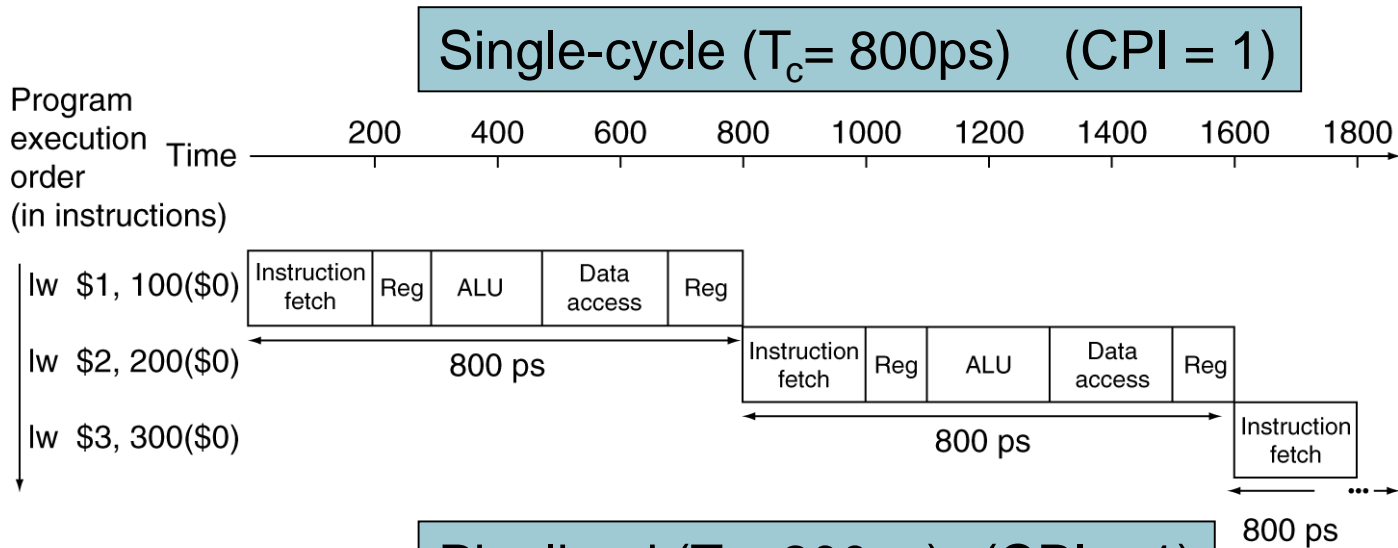 Single-cycle (Tc= 800ps) (CPI = 1)
Program
execution
order
(in instructions)
Time
200 400 600 800 1000 1200 1400 1600 1800
lw $1, 100($0)
Instruction
fetch
Reg
ALU
Data
access
Reg
800 ps
lw $2, 200($0)
Instruction
fetch
Reg
ALU
Data
access
Reg
800 ps
lw $3, 300($0)
Instruction
fetch
...
800 ps